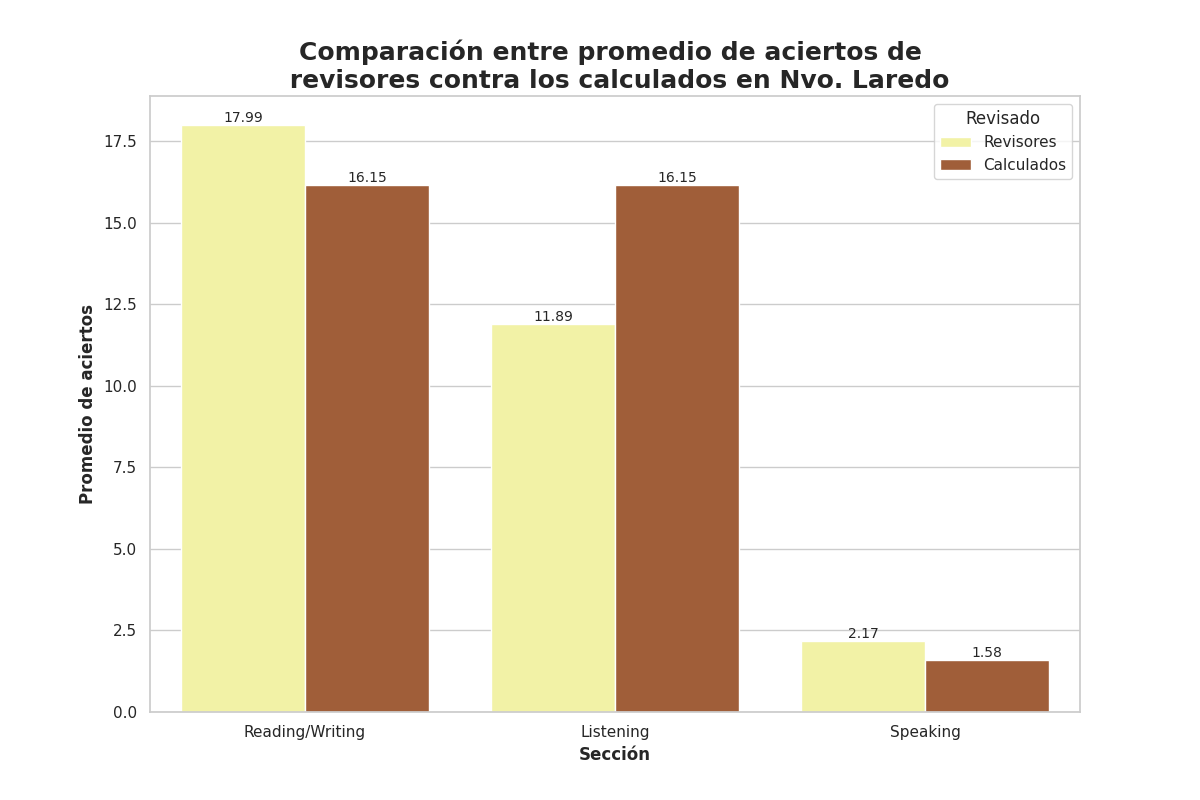 Comparación entre promedio de aciertos de
revisores contra los calculados en Nvo. Laredo
Revisado
Revisores
Calculados
17.99
16.15
11.89
16.15
2.17
1.58
17.5
15.0
12.5
10.0
7.5
5.0
2.5
0.0
Promedio de aciertos
Reading/Writing
Listening
Speaking
Sección